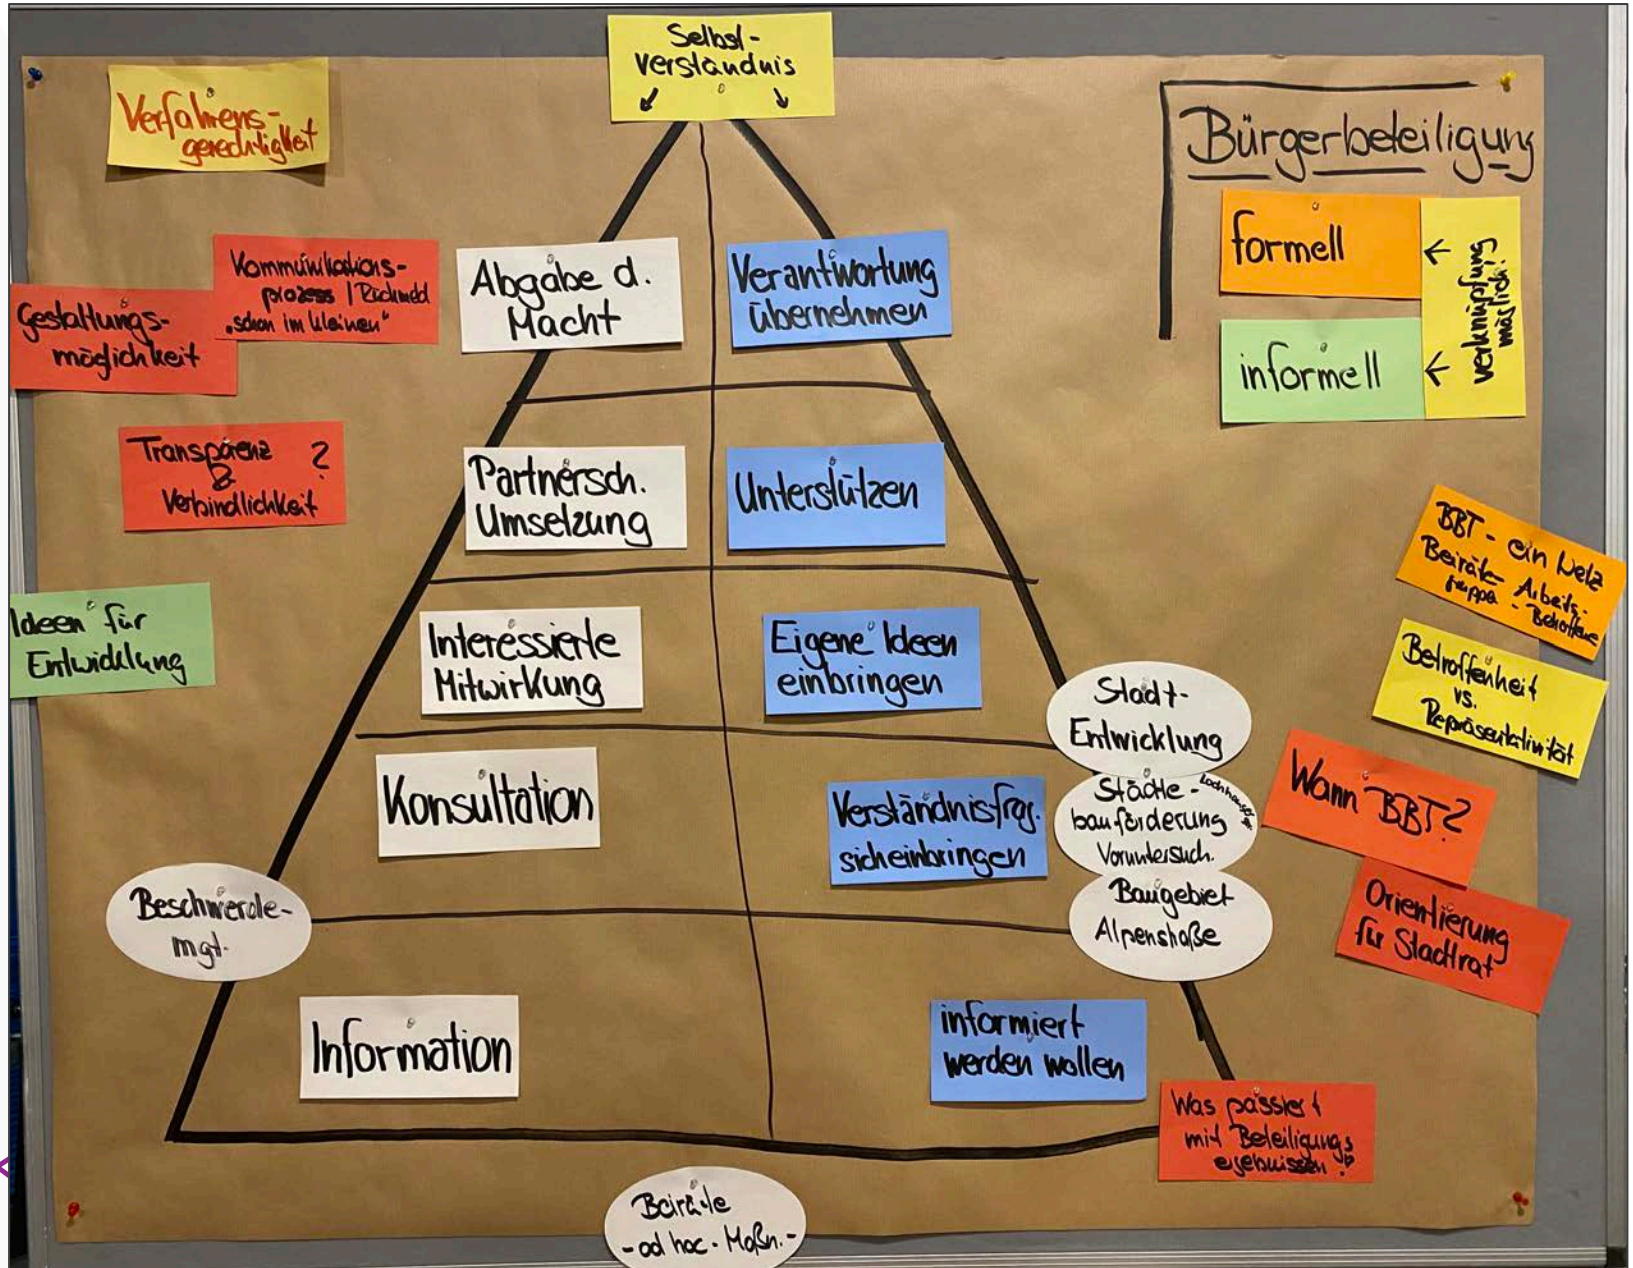 Selbst-
verständnis
Verfahrens-
gerechtigkeit
Bürgerbeteiligung
formell
informell
verknüpfung
möglich!
Kommunikations-
prozess / Rückmeld
„schon im kleinen“
Gestaltungs-
möglichkeit
Transparenz
&
Verbindlichkeit
?
Ideen für
Entwicklung
Abgabe d.
Macht
Verantwortung
übernehmen
Partnersch.
Umsetzung
Unterstützen
Interessierte
Mitwirkung
Eigene Ideen
einbringen
Konsultation
Verständnisfrag.
sich einbringen
Information
informiert
werden wollen
Beschwerde-
mgt.
Stadt-
Entwicklung
Städte-
bauförderung
Voruntersuch.
Baugebiet
Alpenstraße
BBT - ein Netz
Beiräte - Arbeits-
gruppe - Betroffene
Betroffenheit
vs.
Repräsentativität
Wann BBT?
Orientierung
für Stadtrat
Was passiert
mit Beteiligungs
ergebnissen?
Beiräte
- ad hoc - Maßn. -